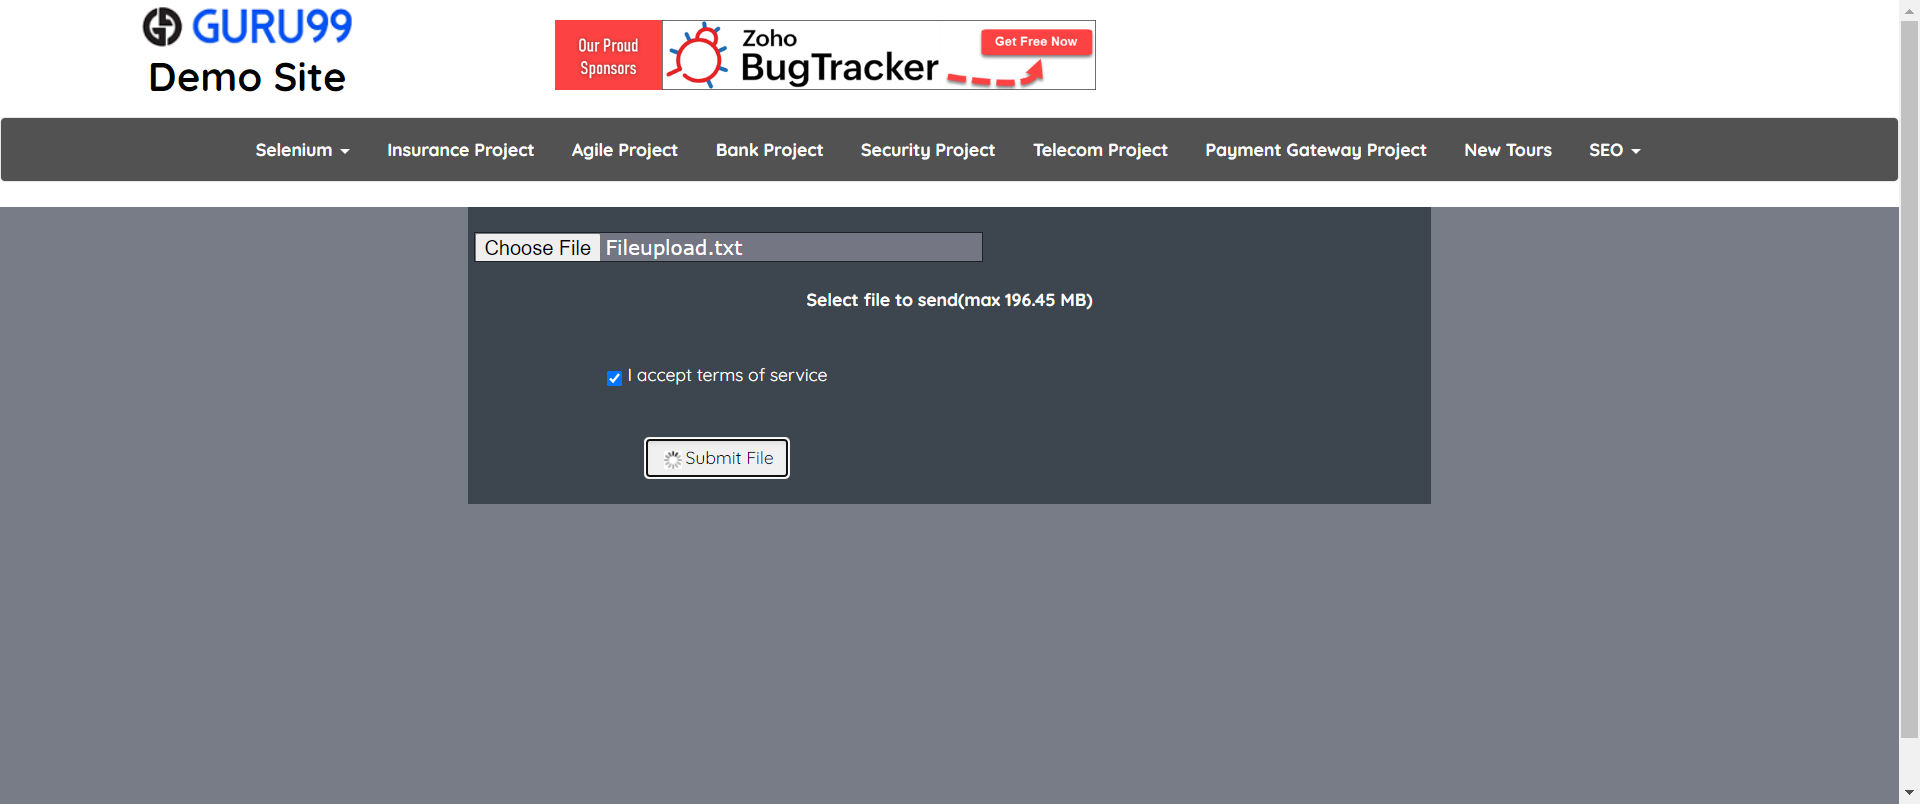 GURU99
Demo Site
Our Proud
Sponsors
Zoho
BugTracker
Get Free Now
Selenium Insurance Project Agile Project Bank Project Security Project Telecom Project Payment Gateway Project New Tours SEO
Choose File Fileupload.txt
Select file to send(max 196.45 MB)
I accept terms of service
Submit File